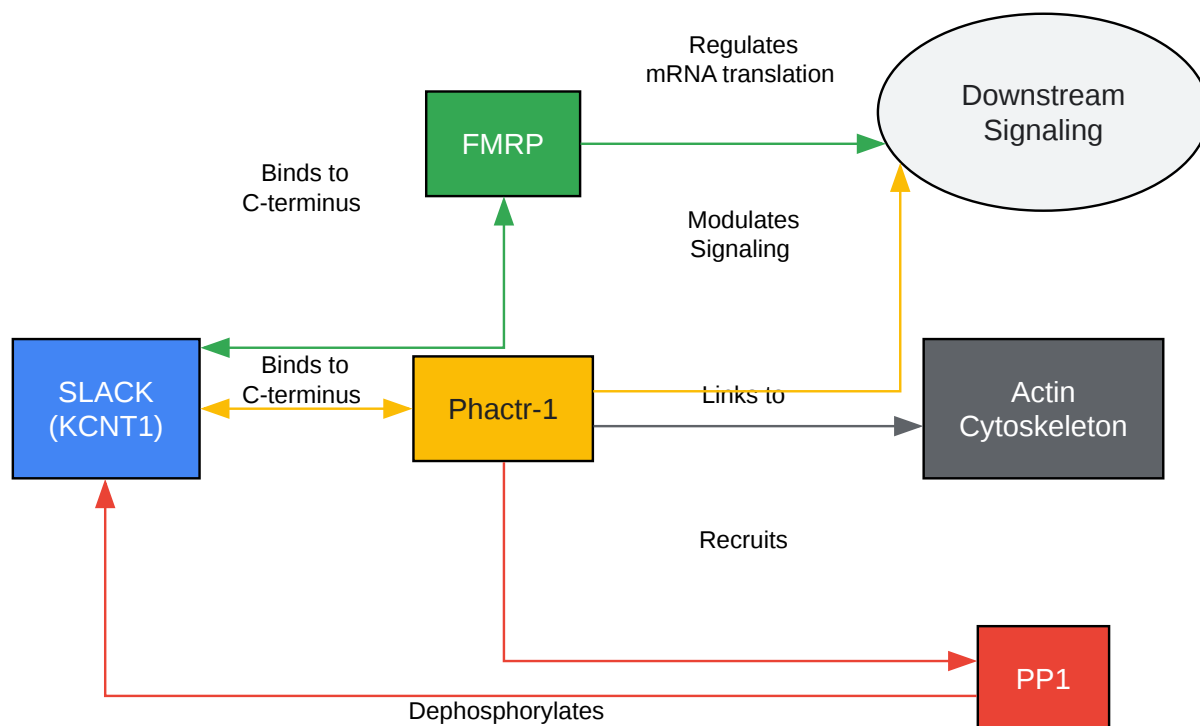 Regulates
mRNA translation
Downstream
Signaling
FMRP
Binds to
C-terminus
Modulates
Signaling
SLACK
(KCNT1)
Binds to
C-terminus
Phactr-1
Links to
Actin
Cytoskeleton
Recruits
PP1
Dephosphorylates